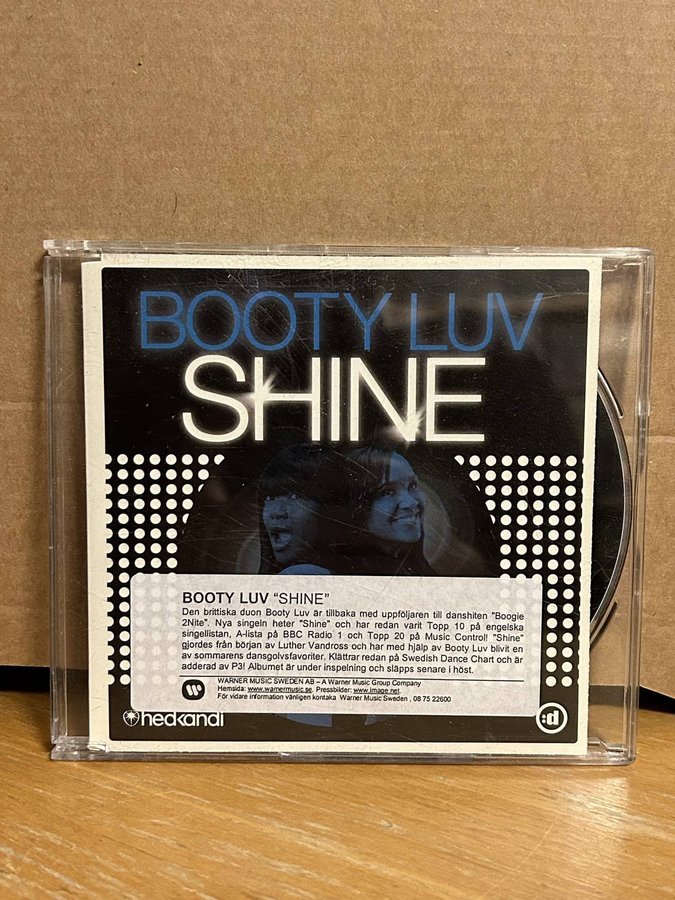 BOOTY LUV
SHINE
BOOTY LUV “SHINE”
Den brittiska duon Booty Luv är tillbaka med uppföljaren till danshiten "Boogie
2Nite". Nya singeln heter "Shine" och har redan varit Topp 10 på engelska
singellistan, A-lista på BBC Radio 1 och Topp 20 på Music Control! "Shine"
gjordes från början av Luther Vandross och har med hjälp av Booty Luv blivit en
av sommarens dansgolvsfavoriter. Klättrar redan på Swedish Dance Chart och är
adderad av P3! Albumet är under inspelning och släpps senare i höst.
WARNER MUSIC SWEDEN AB – A Warner Music Group Company
Hemsida: www.warnermusic.se. Pressbilder: www.image.net.
För vidare information vänligen kontaka Warner Music Sweden , 08 75 22600
hedkandi
:d